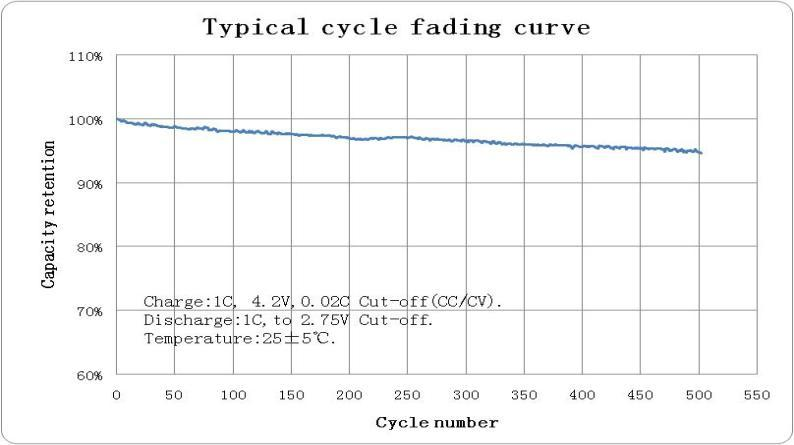 Typical cycle fading curve
110%
100%
90%
80%
70%
60%
Capacity retention
Charge:1C, 4.2V,0.02C Cut-off(CC/CV).
Discharge:1C,to 2.75V Cut-off.
Temperature:25±5℃.
0 50 100 150 200 250 300 350 400 450 500 550
Cycle number